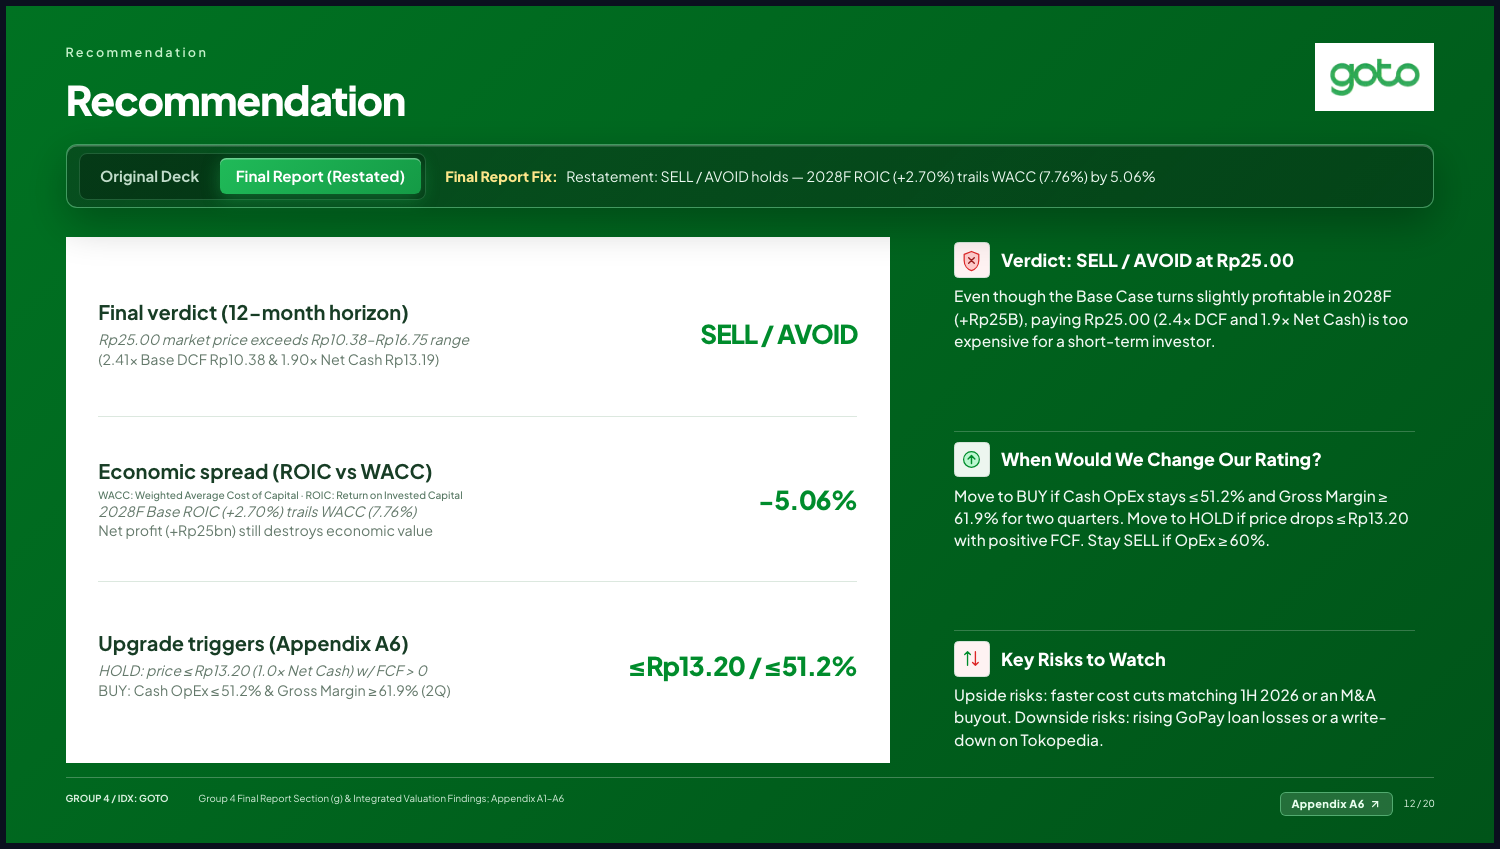 Recommendation
Recommendation
goto
Original Deck
Final Report (Restated)
Final Report Fix: Restatement: SELL / AVOID holds — 2028F ROIC (+2.70%) trails WACC (7.76%) by 5.06%
Final verdict (12–month horizon)
Rp25.00 market price exceeds Rp10.38–Rp16.75 range
(2.41× Base DCF Rp10.38 & 1.90× Net Cash Rp13.19)
SELL / AVOID
Economic spread (ROIC vs WACC)
WACC: Weighted Average Cost of Capital · ROIC: Return on Invested Capital
2028F Base ROIC (+2.70%) trails WACC (7.76%)
Net profit (+Rp25bn) still destroys economic value
–5.06%
Upgrade triggers (Appendix A6)
HOLD: price ≤ Rp13.20 (1.0× Net Cash) w/ FCF > 0
BUY: Cash OpEx ≤ 51.2% & Gross Margin ≥ 61.9% (2Q)
≤Rp13.20 / ≤51.2%
Verdict: SELL / AVOID at Rp25.00
Even though the Base Case turns slightly profitable in 2028F
(+Rp25B), paying Rp25.00 (2.4× DCF and 1.9× Net Cash) is too
expensive for a short-term investor.
When Would We Change Our Rating?
Move to BUY if Cash OpEx stays ≤ 51.2% and Gross Margin ≥
61.9% for two quarters. Move to HOLD if price drops ≤ Rp13.20
with positive FCF. Stay SELL if OpEx ≥ 60%.
Key Risks to Watch
Upside risks: faster cost cuts matching 1H 2026 or an M&A
buyout. Downside risks: rising GoPay loan losses or a write-
down on Tokopedia.
GROUP 4 / IDX: GOTO
Group 4 Final Report Section (g) & Integrated Valuation Findings; Appendix A1–A6
Appendix A6
12 / 20